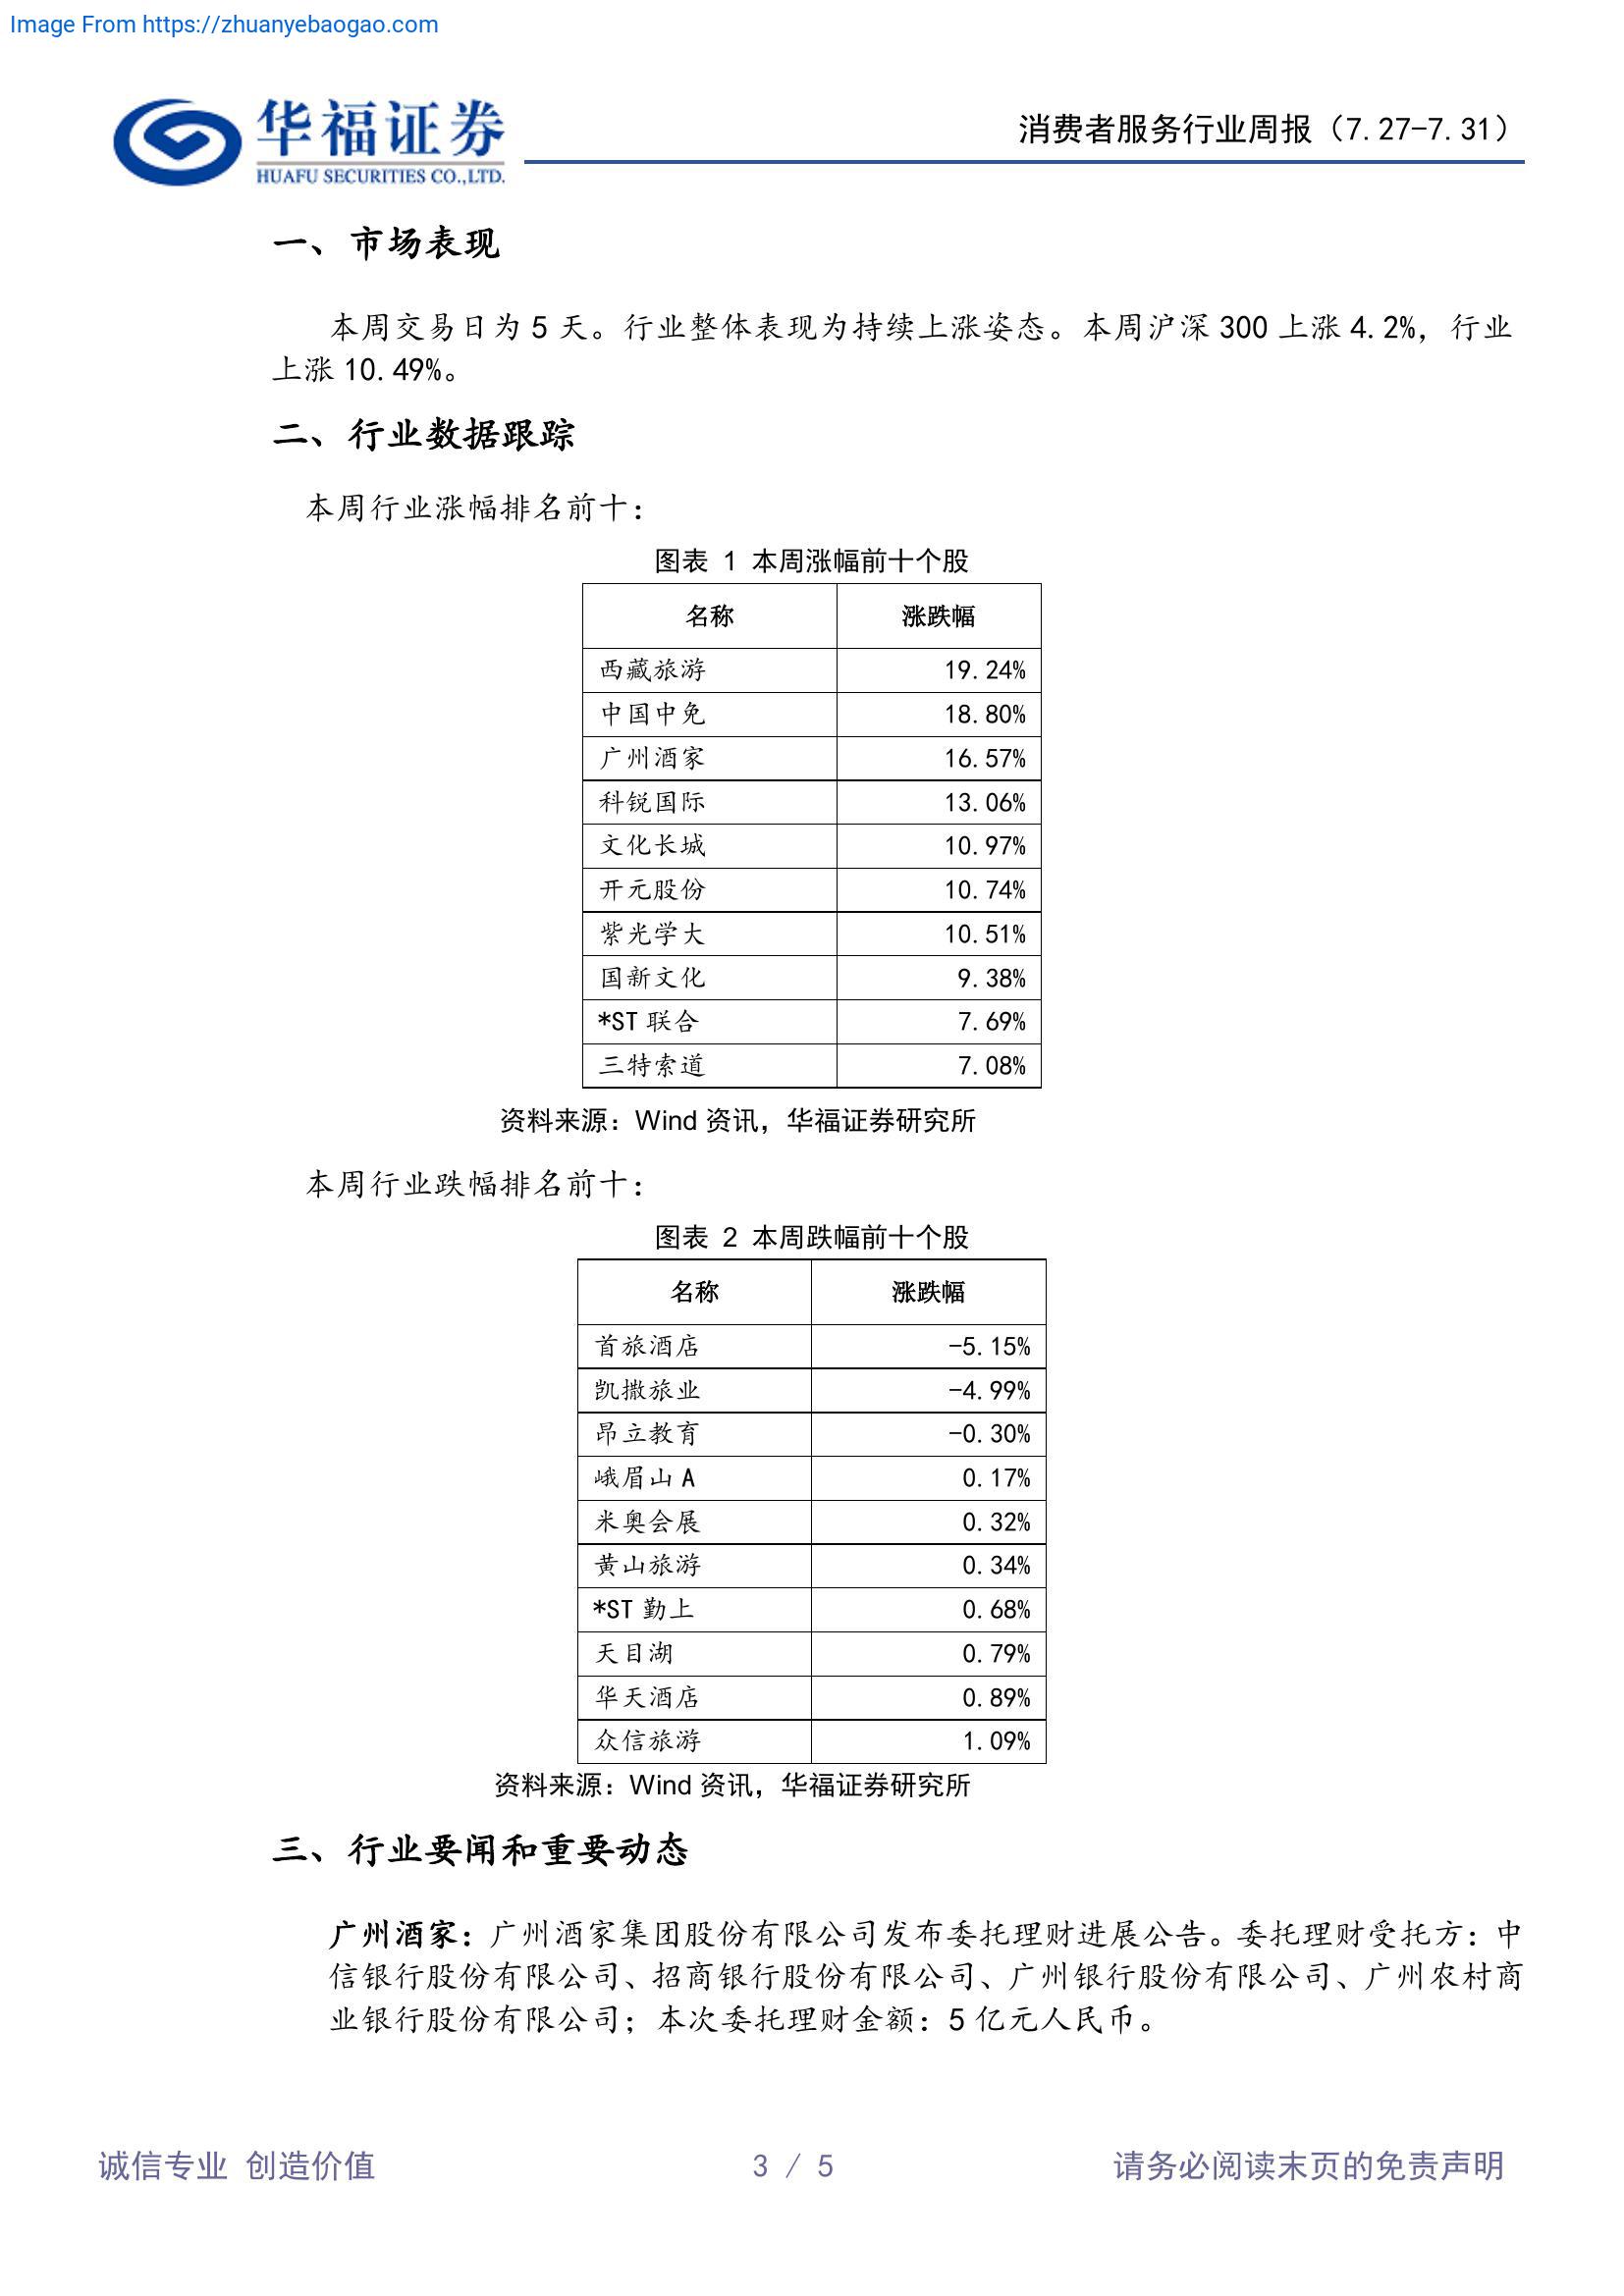 Image From https://zhuanyebaogao.com
华福证券
HUAFU SECURITIES CO.,LTD.
消费者服务行业周报（7.27-7.31）
一、市场表现
本周交易日为 5 天。行业整体表现为持续上涨姿态。本周沪深 300 上涨 4.2%，行业
上涨 10.49%。
二、行业数据跟踪
本周行业涨幅排名前十：
图表 1 本周涨幅前十个股
名称 涨跌幅
西藏旅游 19.24%
中国中免 18.80%
广州酒家 16.57%
科锐国际 13.06%
文化长城 10.97%
开元股份 10.74%
紫光学大 10.51%
国新文化 9.38%
*ST 联合 7.69%
三特索道 7.08%
资料来源：Wind 资讯，华福证券研究所
本周行业跌幅排名前十：
图表 2 本周跌幅前十个股
名称 涨跌幅
首旅酒店 -5.15%
凯撒旅业 -4.99%
昂立教育 -0.30%
峨眉山 A 0.17%
米奥会展 0.32%
黄山旅游 0.34%
*ST 勤上 0.68%
天目湖 0.79%
华天酒店 0.89%
众信旅游 1.09%
资料来源：Wind 资讯，华福证券研究所
三、行业要闻和重要动态
广州酒家：广州酒家集团股份有限公司发布委托理财进展公告。委托理财受托方：中
信银行股份有限公司、招商银行股份有限公司、广州银行股份有限公司、广州农村商
业银行股份有限公司；本次委托理财金额：5 亿元人民币。
诚信专业 创造价值 3 / 5 请务必阅读末页的免责声明